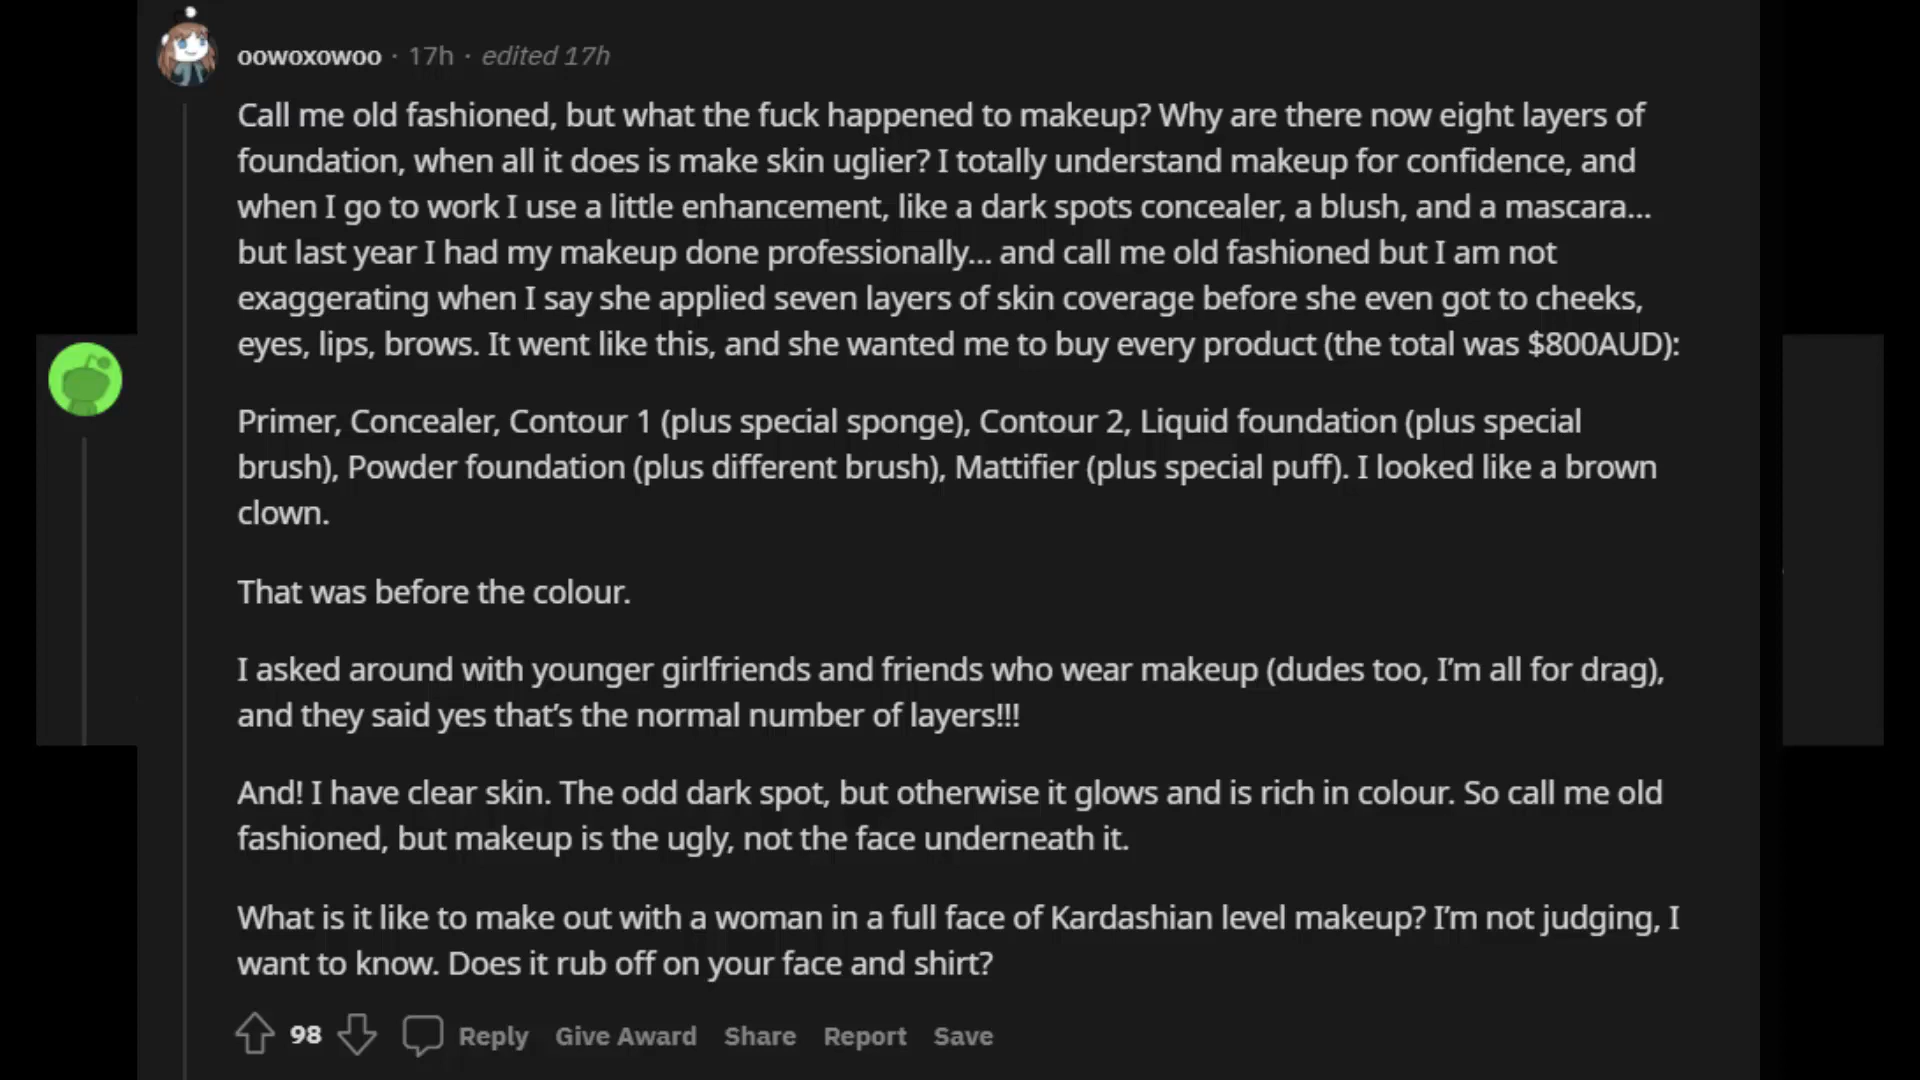 oowoxowoo · 17h · edited 17h
Call me old fashioned, but what the fuck happened to makeup? Why are there now eight layers of
foundation, when all it does is make skin uglier? I totally understand makeup for confidence, and
when I go to work I use a little enhancement, like a dark spots concealer, a blush, and a mascara...
but last year I had my makeup done professionally... and call me old fashioned but I am not
exaggerating when I say she applied seven layers of skin coverage before she even got to cheeks,
eyes, lips, brows. It went like this, and she wanted me to buy every product (the total was $800AUD):
Primer, Concealer, Contour 1 (plus special sponge), Contour 2, Liquid foundation (plus special
brush), Powder foundation (plus different brush), Mattifier (plus special puff). I looked like a brown
clown.
That was before the colour.
I asked around with younger girlfriends and friends who wear makeup (dudes too, I'm all for drag),
and they said yes that's the normal number of layers!!!
And! I have clear skin. The odd dark spot, but otherwise it glows and is rich in colour. So call me old
fashioned, but makeup is the ugly, not the face underneath it.
What is it like to make out with a woman in a full face of Kardashian level makeup? I'm not judging, I
want to know. Does it rub off on your face and shirt?
98 Reply Give Award Share Report Save